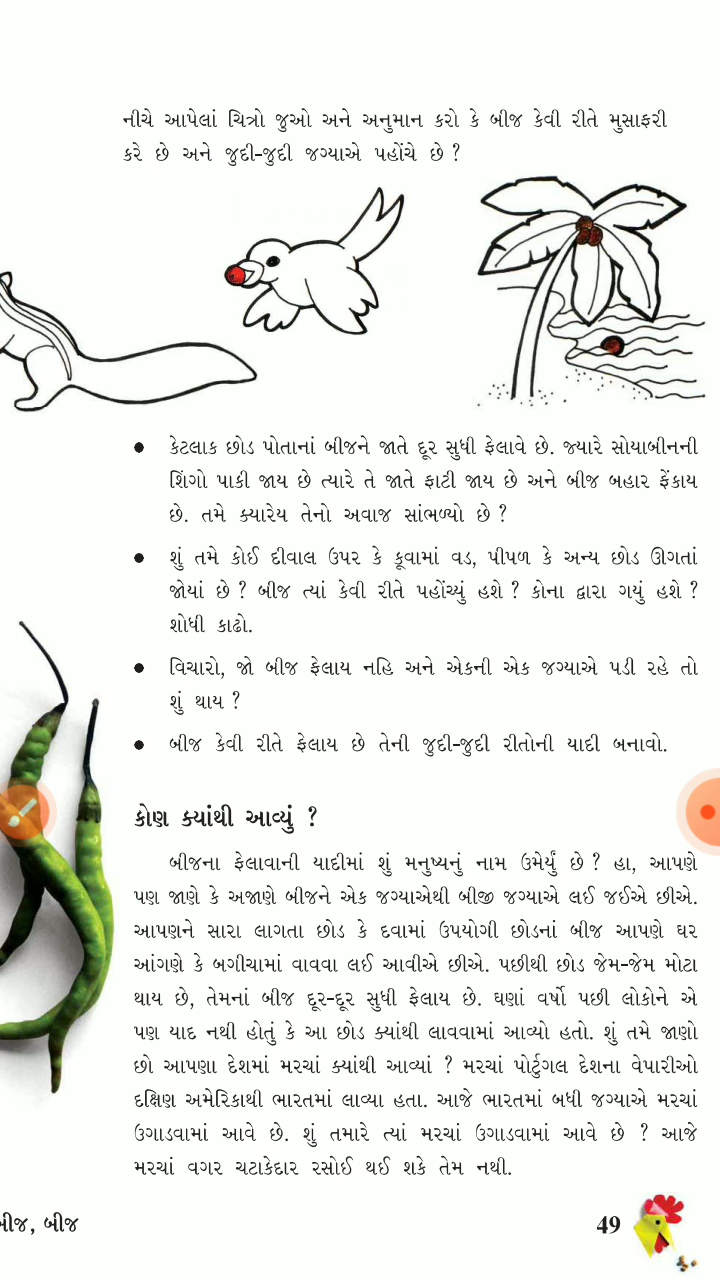 નીચે આપેલાં ચિત્રો જુઓ અને અનુમાન કરો કે બીજ કેવી રીતે મુસાફરી
કરે છે અને જુદી-જુદી જગ્યાએ પહોંચે છે ?
● કેટલાક છોડ પોતાનાં બીજને જાતે દૂર સુધી ફેલાવે છે. જ્યારે સોયાબીનની
શિંગો પાકી જાય છે ત્યારે તે જાતે ફાટી જાય છે અને બીજ બહાર ફેંકાય
છે. તમે ક્યારેય તેનો અવાજ સાંભળ્યો છે ?
● શું તમે કોઈ દીવાલ ઉપર કે કૂવામાં વડ, પીપળ કે અન્ય છોડ ઊગતાં
જોયાં છે ? બીજ ત્યાં કેવી રીતે પહોંચ્યું હશે ? કોના દ્વારા ગયું હશે ?
શોધી કાઢો.
● વિચારો, જો બીજ ફેલાય નહિ અને એકની એક જગ્યાએ પડી રહે તો
શું થાય ?
● બીજ કેવી રીતે ફેલાય છે તેની જુદી-જુદી રીતોની યાદી બનાવો.
કોણ ક્યાંથી આવ્યું ?
બીજના ફેલાવાની યાદીમાં શું મનુષ્યનું નામ ઉમેર્યું છે ? હા, આપણે
પણ જાણે કે અજાણે બીજને એક જગ્યાએથી બીજી જગ્યાએ લઈ જઈએ છીએ.
આપણને સારા લાગતા છોડ કે દવામાં ઉપયોગી છોડનાં બીજ આપણે ઘર
આંગણે કે બગીચામાં વાવવા લઈ આવીએ છીએ. પછીથી છોડ જેમ-જેમ મોટા
થાય છે, તેમનાં બીજ દૂર-દૂર સુધી ફેલાય છે. ઘણાં વર્ષો પછી લોકોને એ
પણ યાદ નથી હોતું કે આ છોડ ક્યાંથી લાવવામાં આવ્યો હતો. શું તમે જાણો
છો આપણા દેશમાં મરચાં ક્યાંથી આવ્યાં ? મરચાં પોર્ટુગલ દેશના વેપારીઓ
દક્ષિણ અમેરિકાથી ભારતમાં લાવ્યા હતા. આજે ભારતમાં બધી જગ્યાએ મરચાં
ઉગાડવામાં આવે છે. શું તમારે ત્યાં મરચાં ઉગાડવામાં આવે છે ? આજે
મરચાં વગર ચટાકેદાર રસોઈ થઈ શકે તેમ નથી.
બીજ, બીજ 49